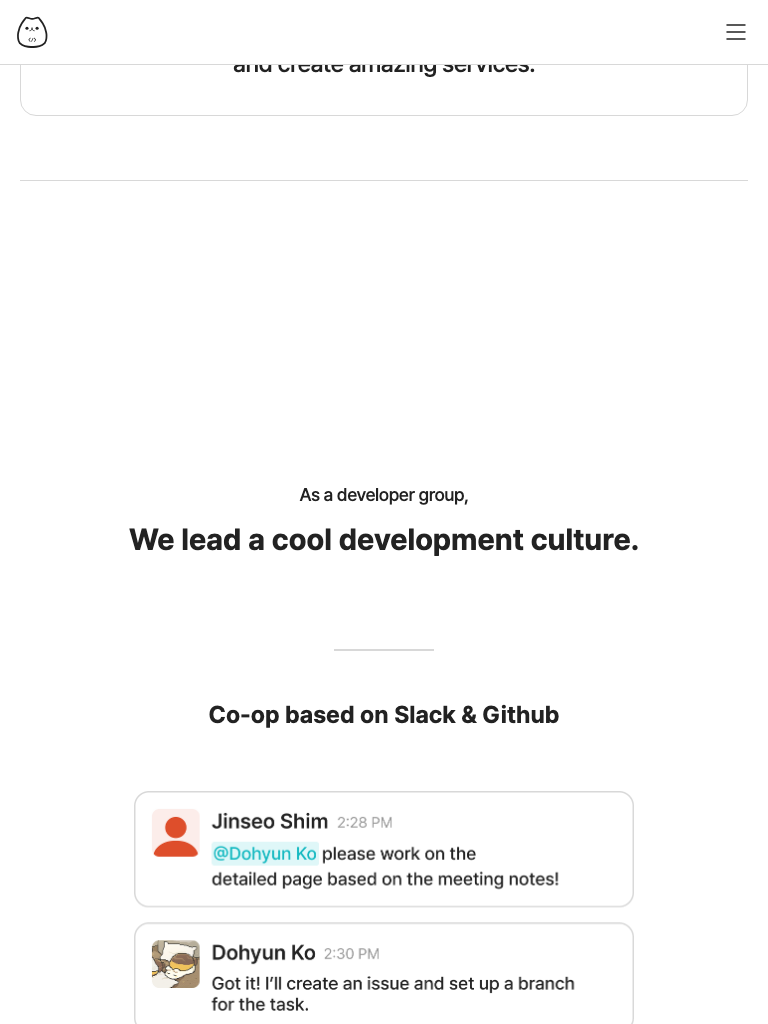 and create amazing services.
As a developer group,
We lead a cool development culture.
Co-op based on Slack & Github
Jinseo Shim 2:28 PM
@Dohyun Ko please work on the
detailed page based on the meeting notes!
Dohyun Ko 2:30 PM
Got it! I’ll create an issue and set up a branch
for the task.